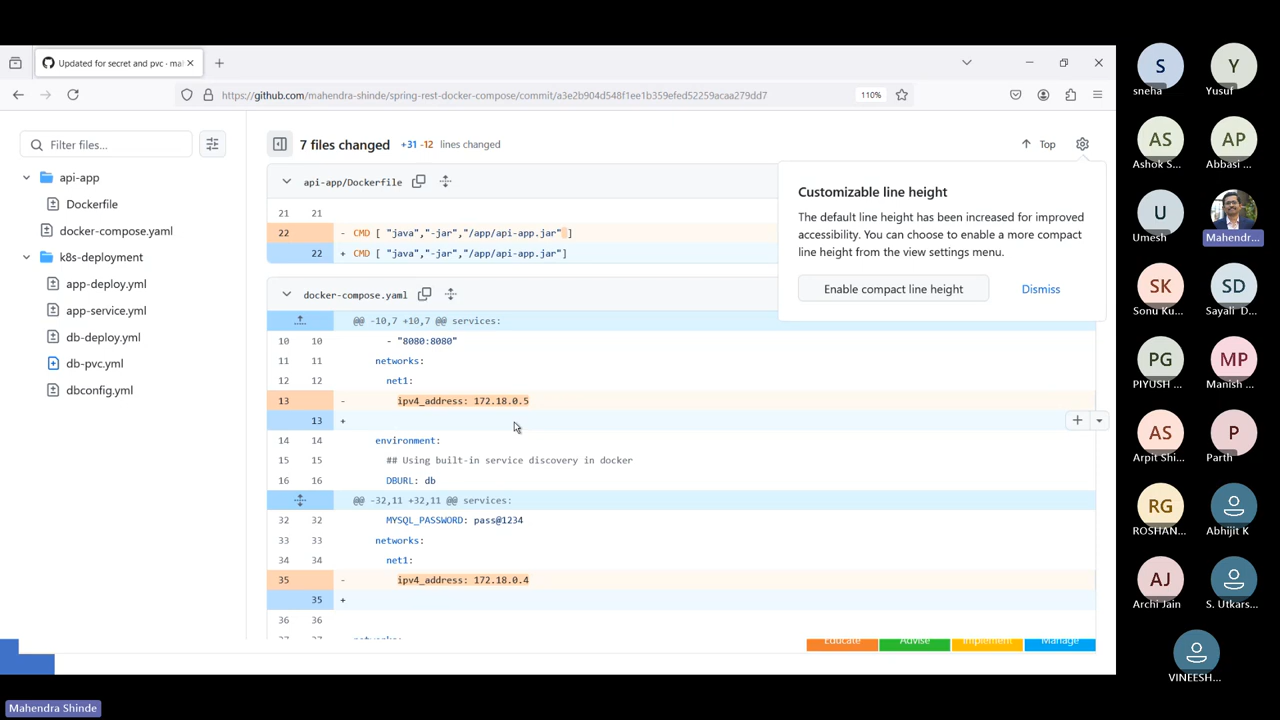 Updated for secret and pvc · ma
https://github.com/mahendra-shinde/spring-rest-docker-compose/commit/a3e2b904d548f1ee1b359efed52259acaa279dd7
110%
Filter files...
api-app
Dockerfile
docker-compose.yaml
k8s-deployment
app-deploy.yml
app-service.yml
db-deploy.yml
db-pvc.yml
dbconfig.yml
7 files changed +31 -12 lines changed
Top
api-app/Dockerfile
21 21
22 - CMD [ "java","-jar","/app/api-app.jar" ]
22 + CMD [ "java","-jar","/app/api-app.jar"]
docker-compose.yaml
@@ -10,7 +10,7 @@ services:
10 10 - "8080:8080"
11 11 networks:
12 12 net1:
13 - ipv4_address: 172.18.0.5
13 +
14 14 environment:
15 15 ## Using built-in service discovery in docker
16 16 DBURL: db
@@ -32,11 +32,11 @@ services:
32 32 MYSQL_PASSWORD: pass@1234
33 33 networks:
34 34 net1:
35 - ipv4_address: 172.18.0.4
35 +
36 36
37 37 networks:
Customizable line height
The default line height has been increased for improved
accessibility. You can choose to enable a more compact
line height from the view settings menu.
Enable compact line height
Dismiss
Educate
Advise
Implement
Manage
S
sneha
Y
Yusuf
AS
Ashok S...
AP
Abbasi ...
U
Umesh
Mahendr...
SK
Sonu Ku...
SD
Sayali D...
PG
PIYUSH ...
MP
Manish ...
AS
Arpit Shi...
P
Parth
RG
ROSHAN...
Abhijit K
AJ
Archi Jain
S. Utkars...
VINEESH...
Mahendra Shinde